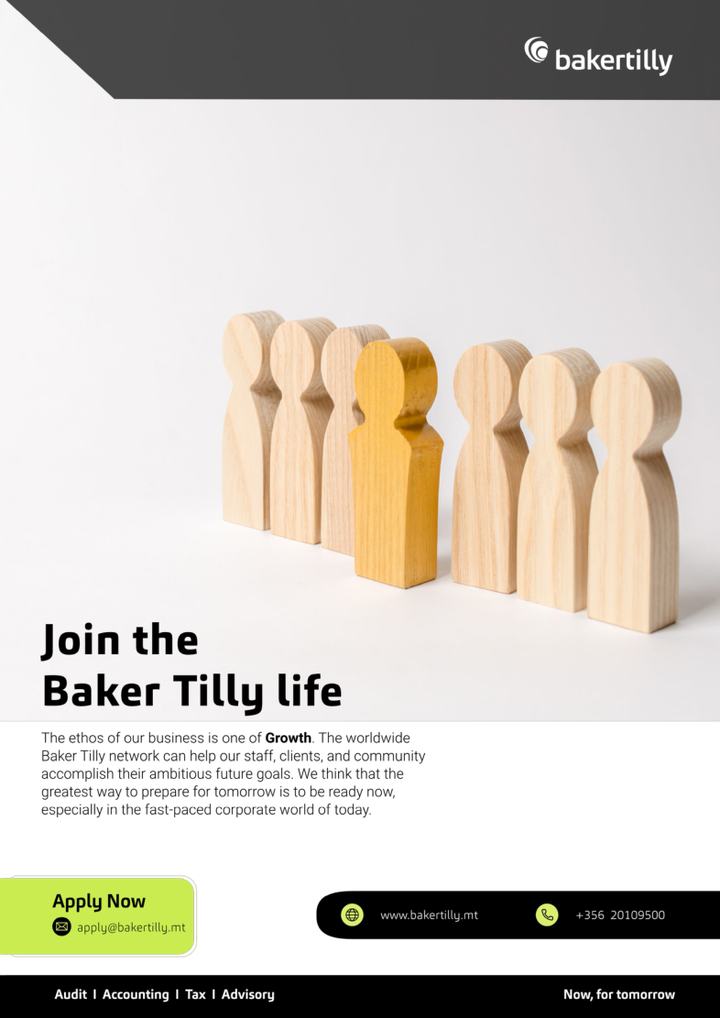 bakertilly
Join the
Baker Tilly life
The ethos of our business is one of Growth. The worldwide
Baker Tilly network can help our staff, clients, and community
accomplish their ambitious future goals. We think that the
greatest way to prepare for tomorrow is to be ready now,
especially in the fast-paced corporate world of today.
Apply Now
apply@bakertilly.mt
www.bakertilly.mt
+356 20109500
Audit I Accounting I Tax I Advisory
Now, for tomorrow